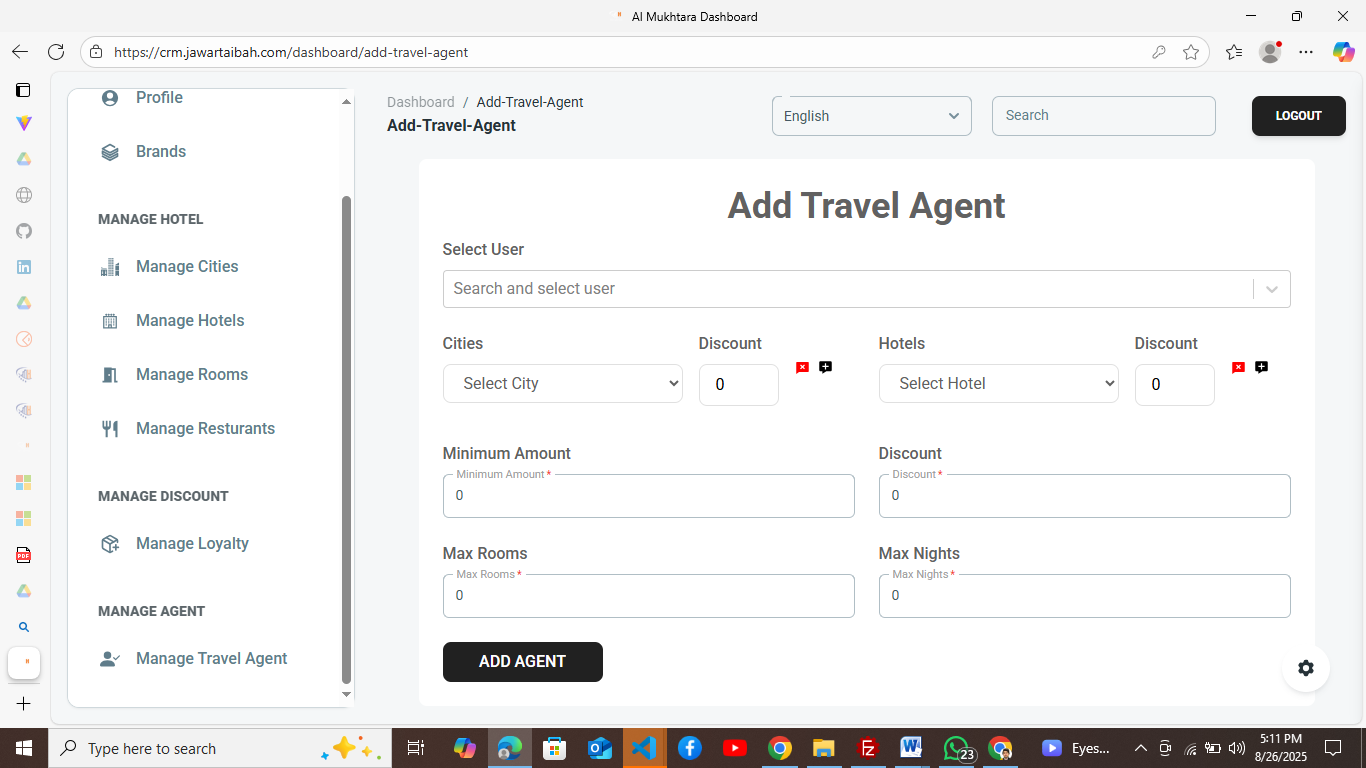 Al Mukhtara Dashboard
https://crm.jawartaibah.com/dashboard/add-travel-agent
Profile
Brands
MANAGE HOTEL
Manage Cities
Manage Hotels
Manage Rooms
Manage Resturants
MANAGE DISCOUNT
Manage Loyalty
MANAGE AGENT
Manage Travel Agent
Dashboard / Add-Travel-Agent
Add-Travel-Agent
English
Search
LOGOUT
Add Travel Agent
Select User
Search and select user
Cities Discount Hotels Discount
Select City 0 Select Hotel 0
Minimum Amount Discount
Minimum Amount * Discount *
0 0
Max Rooms Max Nights
Max Rooms * Max Nights *
0 0
ADD AGENT
PDF
Type here to search
23
Eyes...
5:11 PM
8/26/2025